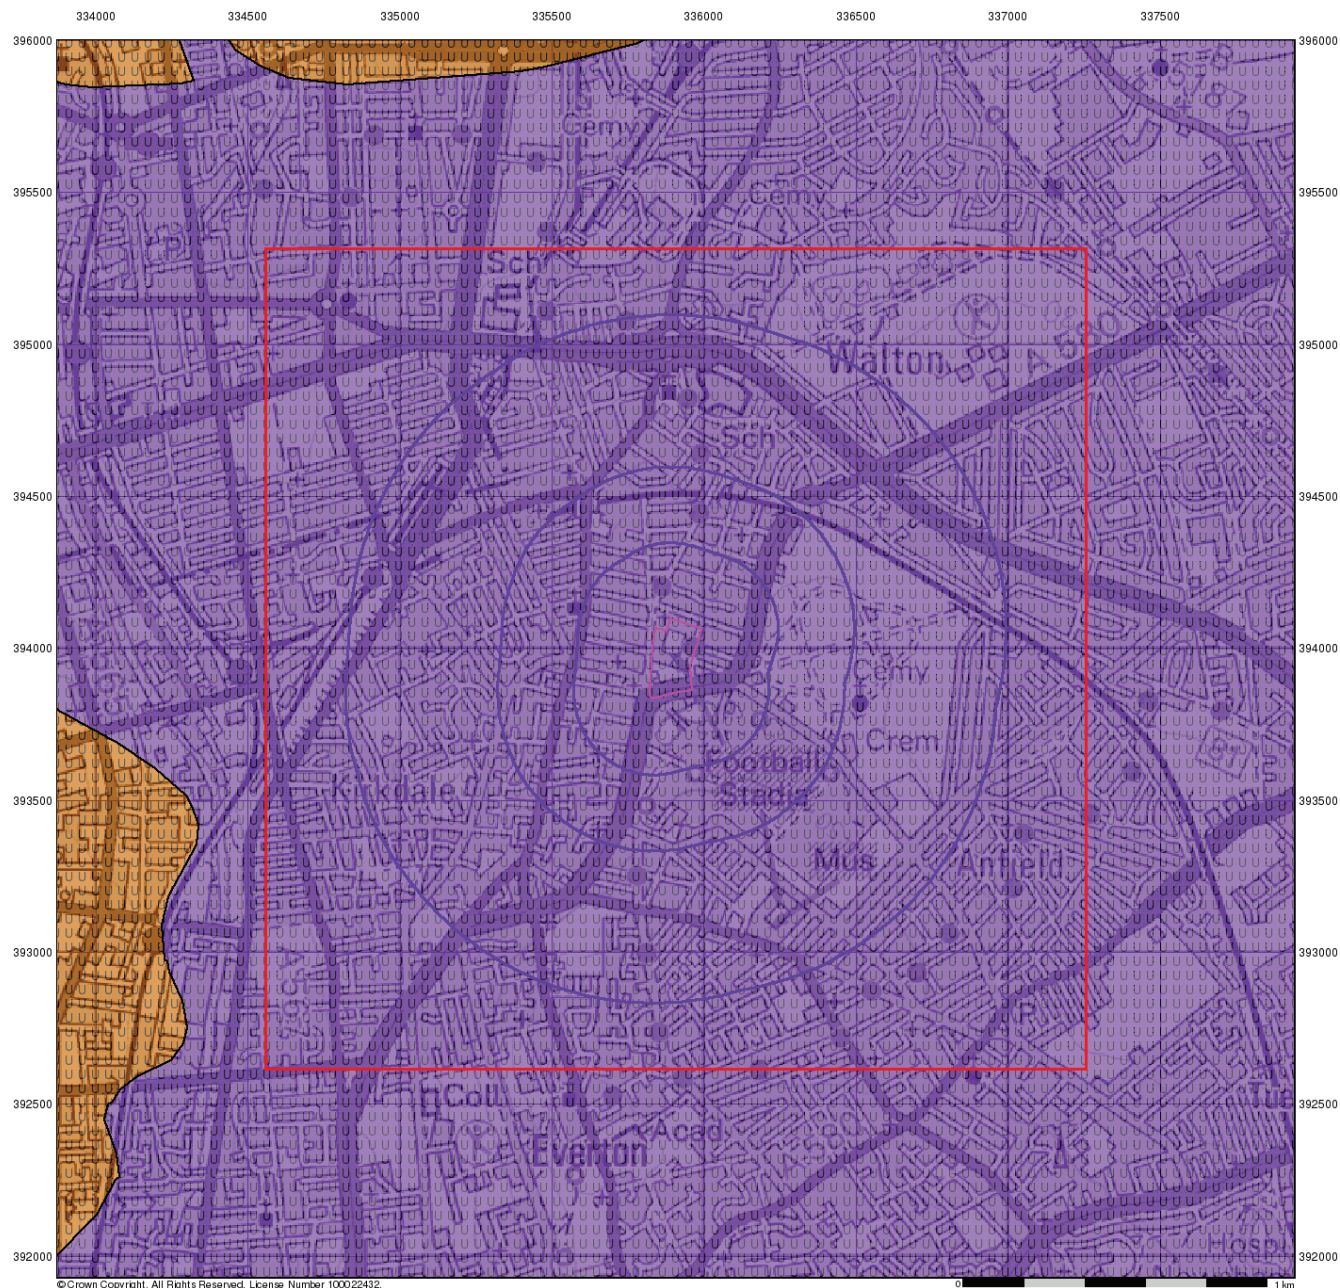 334000 334500 335000 335500 336000 336500 337000 337500
396000 396000
Cemy
395500 395500
Cemy
Sch
395000 395000
Walton
A 580
Sch
394500 394500
394000 394000
Cemy
Crem
Football
Stadia
Kirkdale
393500 393500
Mus
Anfield
393000 393000
392500 392500
Coll
Acad
Everton
392000 392000
Hospl
©Crown Copyright. All Rights Reserved. License Number 100022432.
0 1 km